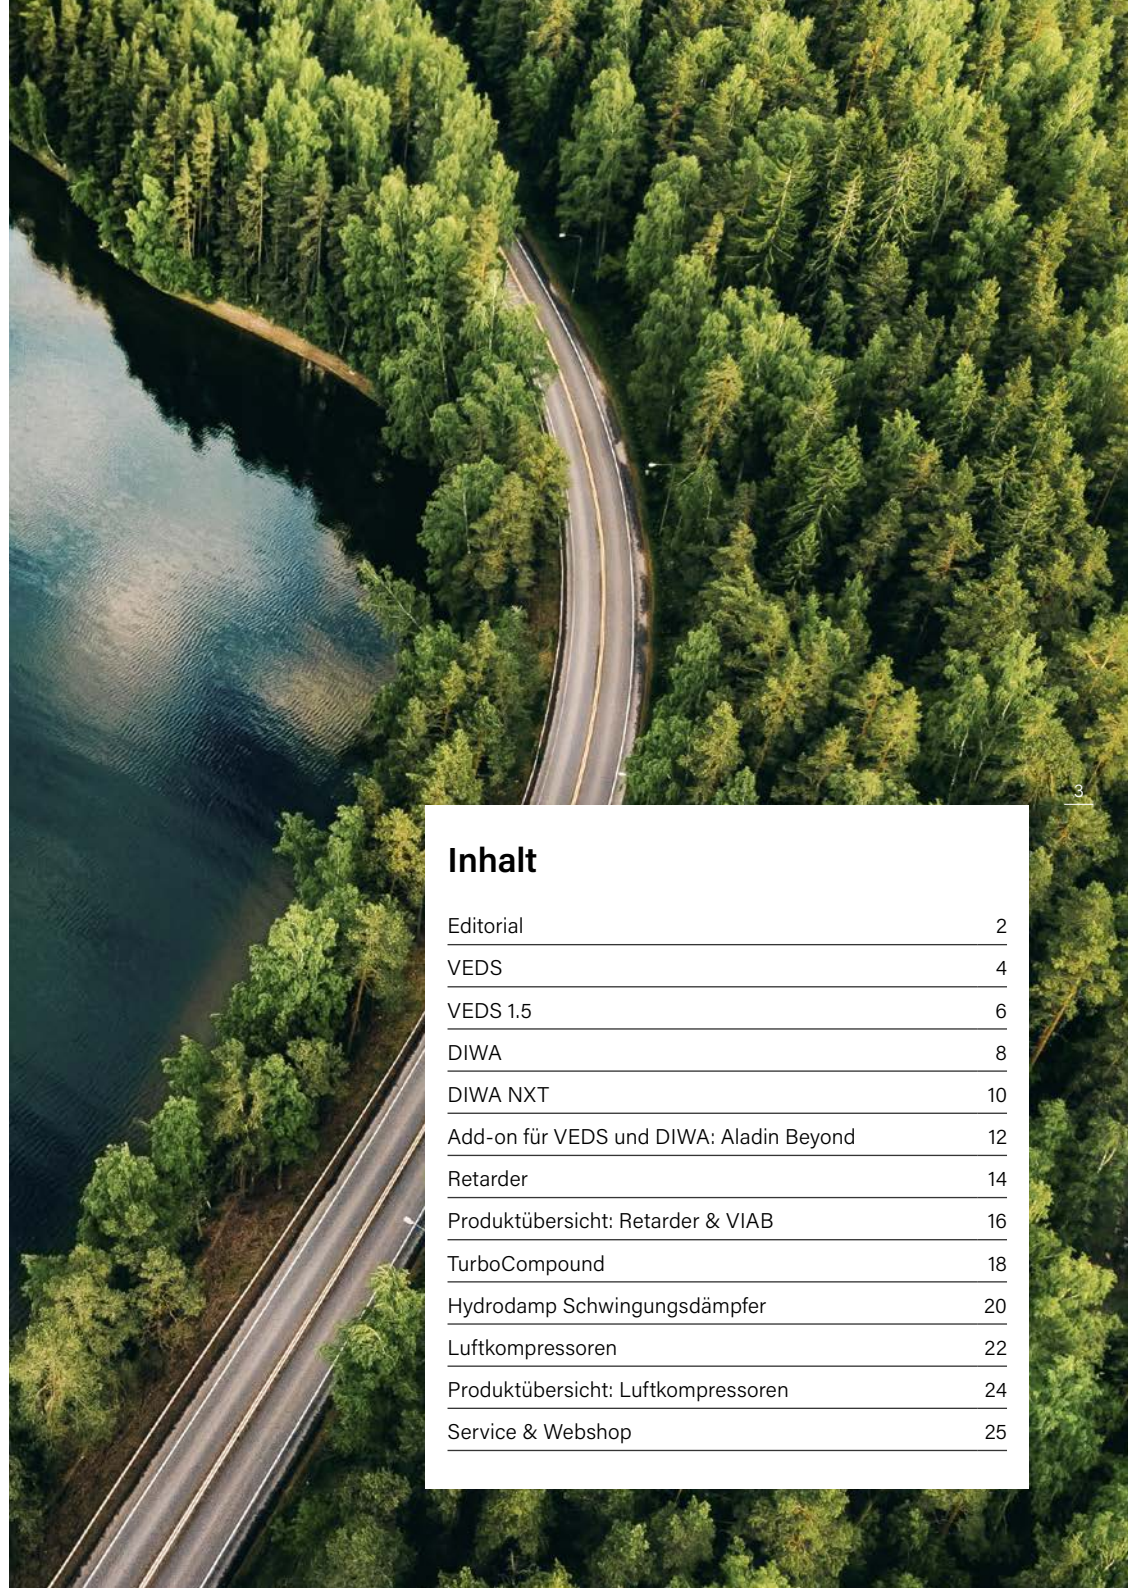 3
Inhalt
Editorial 2
VEDS 4
VEDS 1.5 6
DIWA 8
DIWA NXT 10
Add-on für VEDS und DIWA: Aladin Beyond 12
Retarder 14
Produktübersicht: Retarder & VIAB 16
TurboCompound 18
Hydrodamp Schwingungsdämpfer 20
Luftkompressoren 22
Produktübersicht: Luftkompressoren 24
Service & Webshop 25